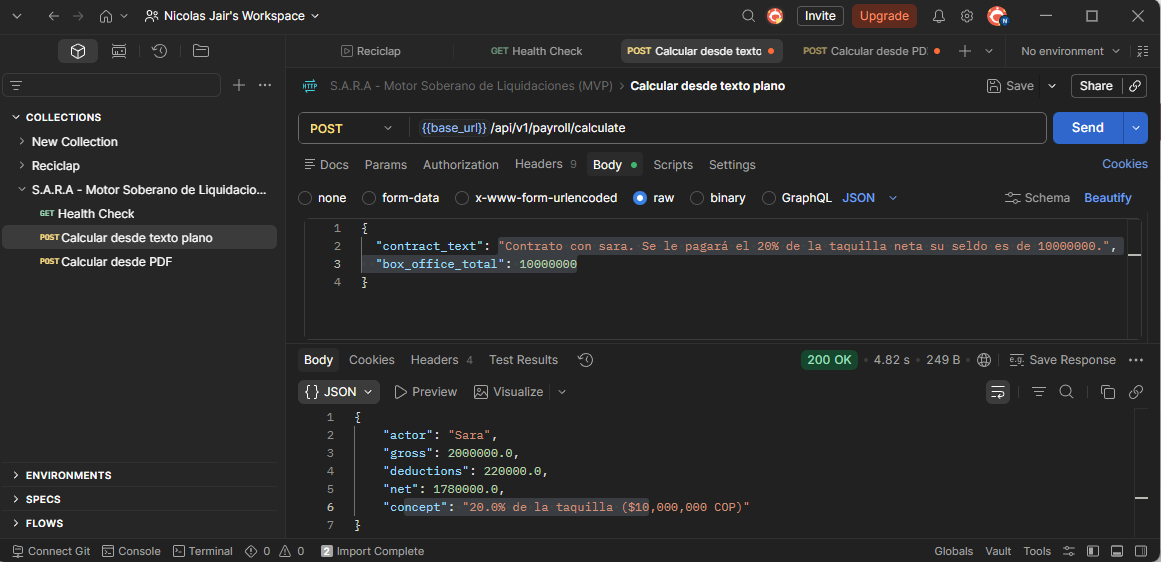 Nicolas Jair's Workspace
Invite
Upgrade
Reciclap
GET Health Check
POST Calcular desde texto
POST Calcular desde PD
No environment
HTTP S.A.R.A - Motor Soberano de Liquidaciones (MVP) > Calcular desde texto plano
Save
Share
COLLECTIONS
New Collection
Reciclap
S.A.R.A - Motor Soberano de Liquidacio...
GET Health Check
POST Calcular desde texto plano
POST Calcular desde PDF
ENVIRONMENTS
SPECS
FLOWS
POST
{{base_url}} /api/v1/payroll/calculate
Send
Docs Params Authorization Headers 9 Body Scripts Settings
Cookies
none form-data x-www-form-urlencoded raw binary GraphQL JSON
Schema Beautify
1 {
2 "contract_text": "Contrato con sara. Se le pagará el 20% de la taquilla neta su seldo es de 10000000.",
3 "box_office_total": 10000000
4 }
Body Cookies Headers 4 Test Results
200 OK • 4.82 s • 249 B
e.g. Save Response
{} JSON Preview Visualize
1 {
2 "actor": "Sara",
3 "gross": 2000000.0,
4 "deductions": 220000.0,
5 "net": 1780000.0,
6 "concept": "20.0% de la taquilla ($10,000,000 COP)"
7 }
Connect Git Console Terminal 0 0 2 Import Complete
Globals Vault Tools